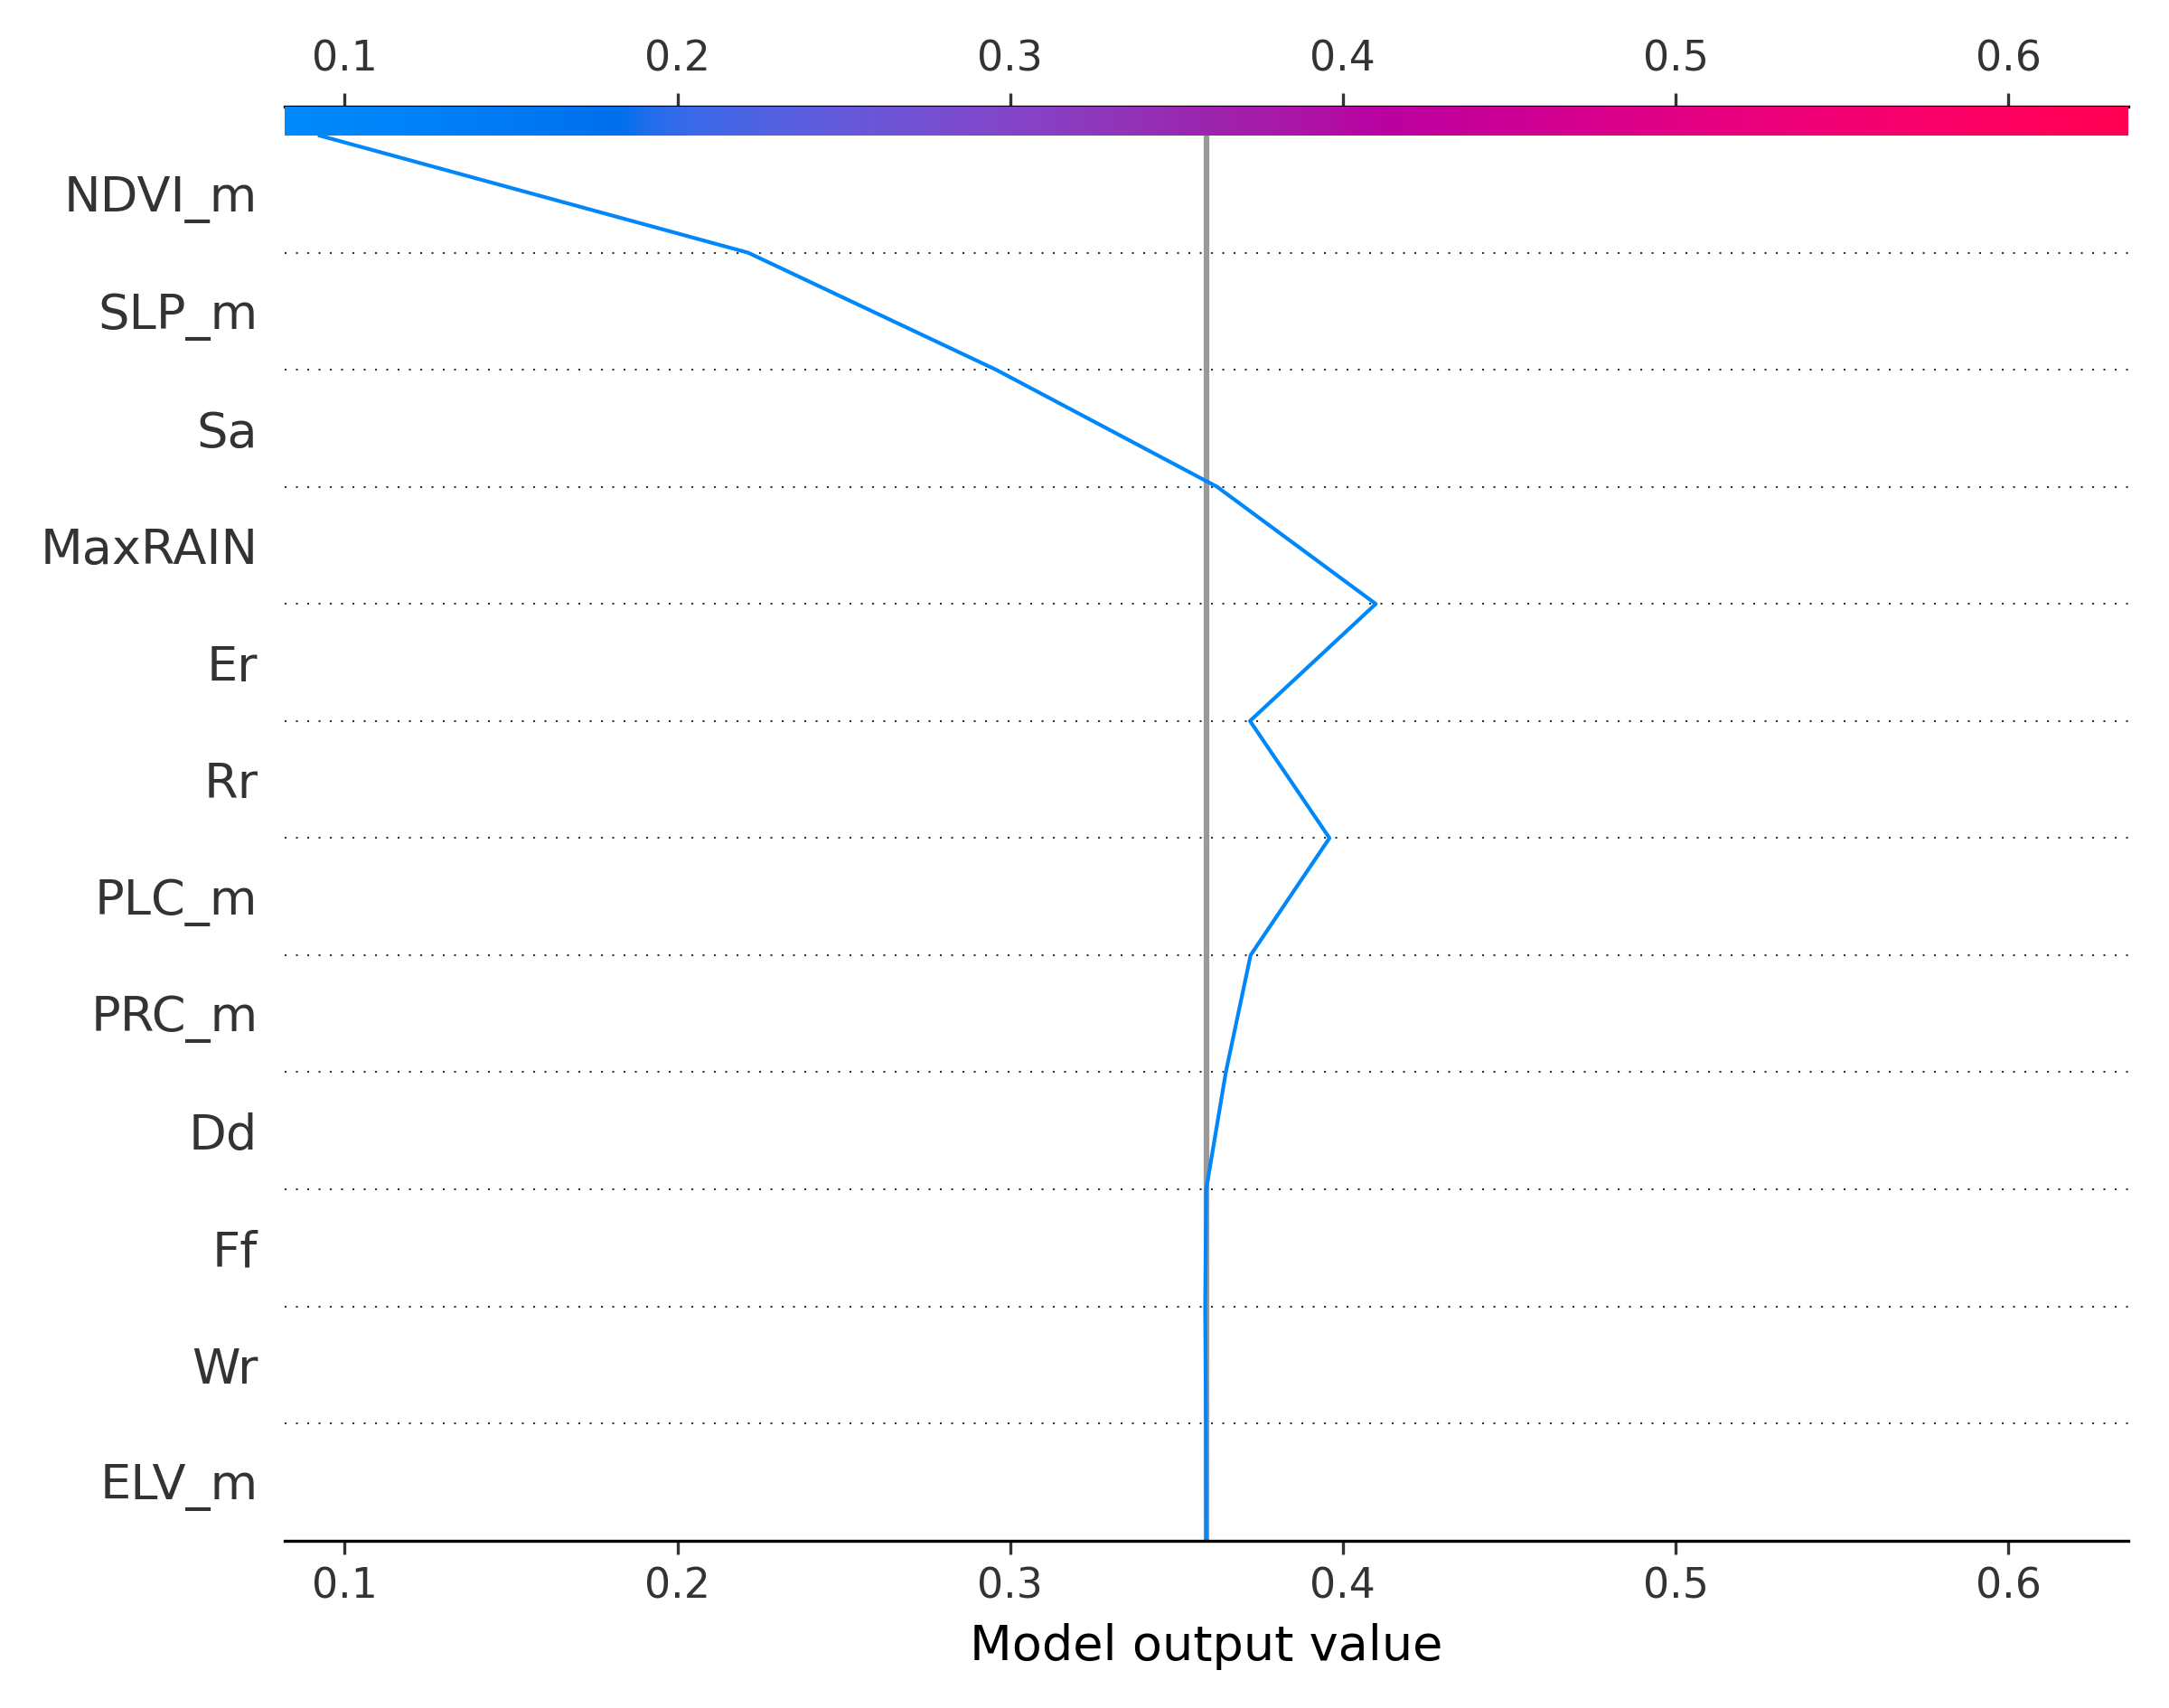 0.1 0.2 0.3 0.4 0.5 0.6
NDVI_m
SLP_m
Sa
MaxRAIN
Er
Rr
PLC_m
PRC_m
Dd
Ff
Wr
ELV_m
0.1 0.2 0.3 0.4 0.5 0.6
Model output value